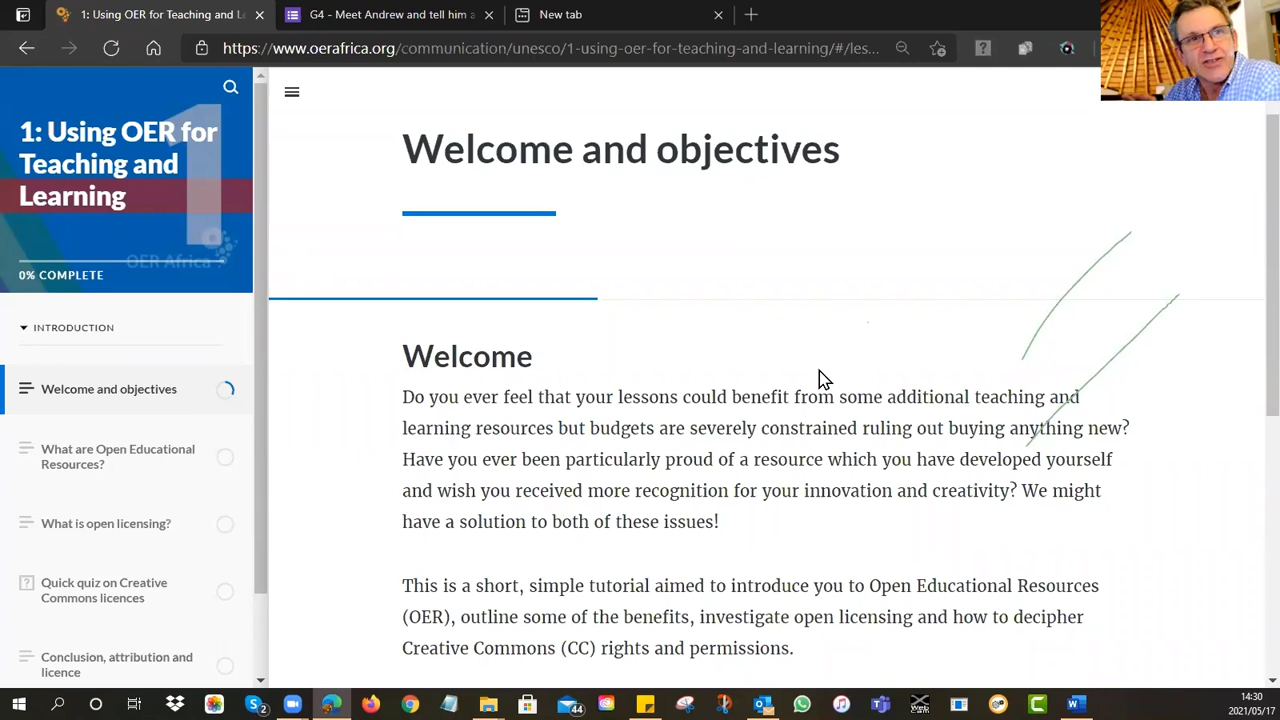 1: Using OER for Teaching and L
G4 - Meet Andrew and tell him a
New tab
https://www.oerafrica.org/communication/unesco/1-using-oer-for-teaching-and-learning/#/les...
1: Using OER for
Teaching and
Learning
1
OER Africa
0% COMPLETE
INTRODUCTION
Welcome and objectives
What are Open Educational
Resources?
What is open licensing?
Quick quiz on Creative
Commons licences
Conclusion, attribution and
licence
Welcome and objectives
Welcome
Do you ever feel that your lessons could benefit from some additional teaching and
learning resources but budgets are severely constrained ruling out buying anything new?
Have you ever been particularly proud of a resource which you have developed yourself
and wish you received more recognition for your innovation and creativity? We might
have a solution to both of these issues!
This is a short, simple tutorial aimed to introduce you to Open Educational Resources
(OER), outline some of the benefits, investigate open licensing and how to decipher
Creative Commons (CC) rights and permissions.
2
44
14:30
2021/05/17